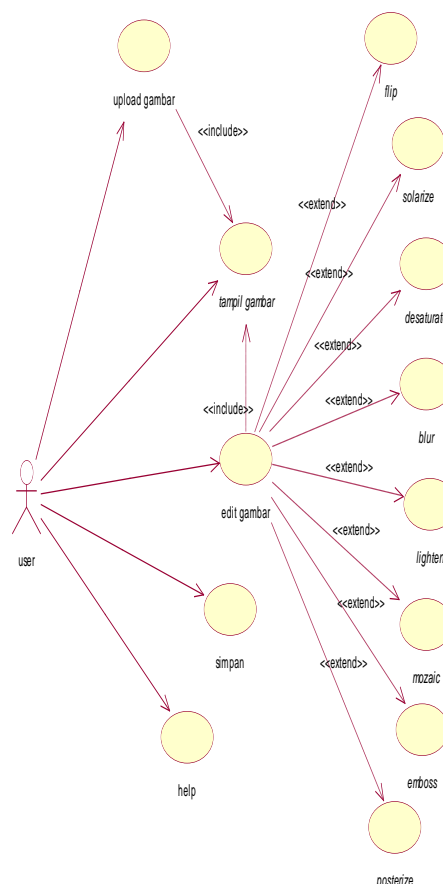 flip
upload gambar
<<include>>
solarize
<<extend>>
<<extend>>
tampil gambar
desaturat
<<extend>>
<<include>>
<<extend>>
blur
<<extend>>
edit gambar
lighten
user
<<extend>>
simpan
mozaic
<<extend>>
emboss
help
posterize